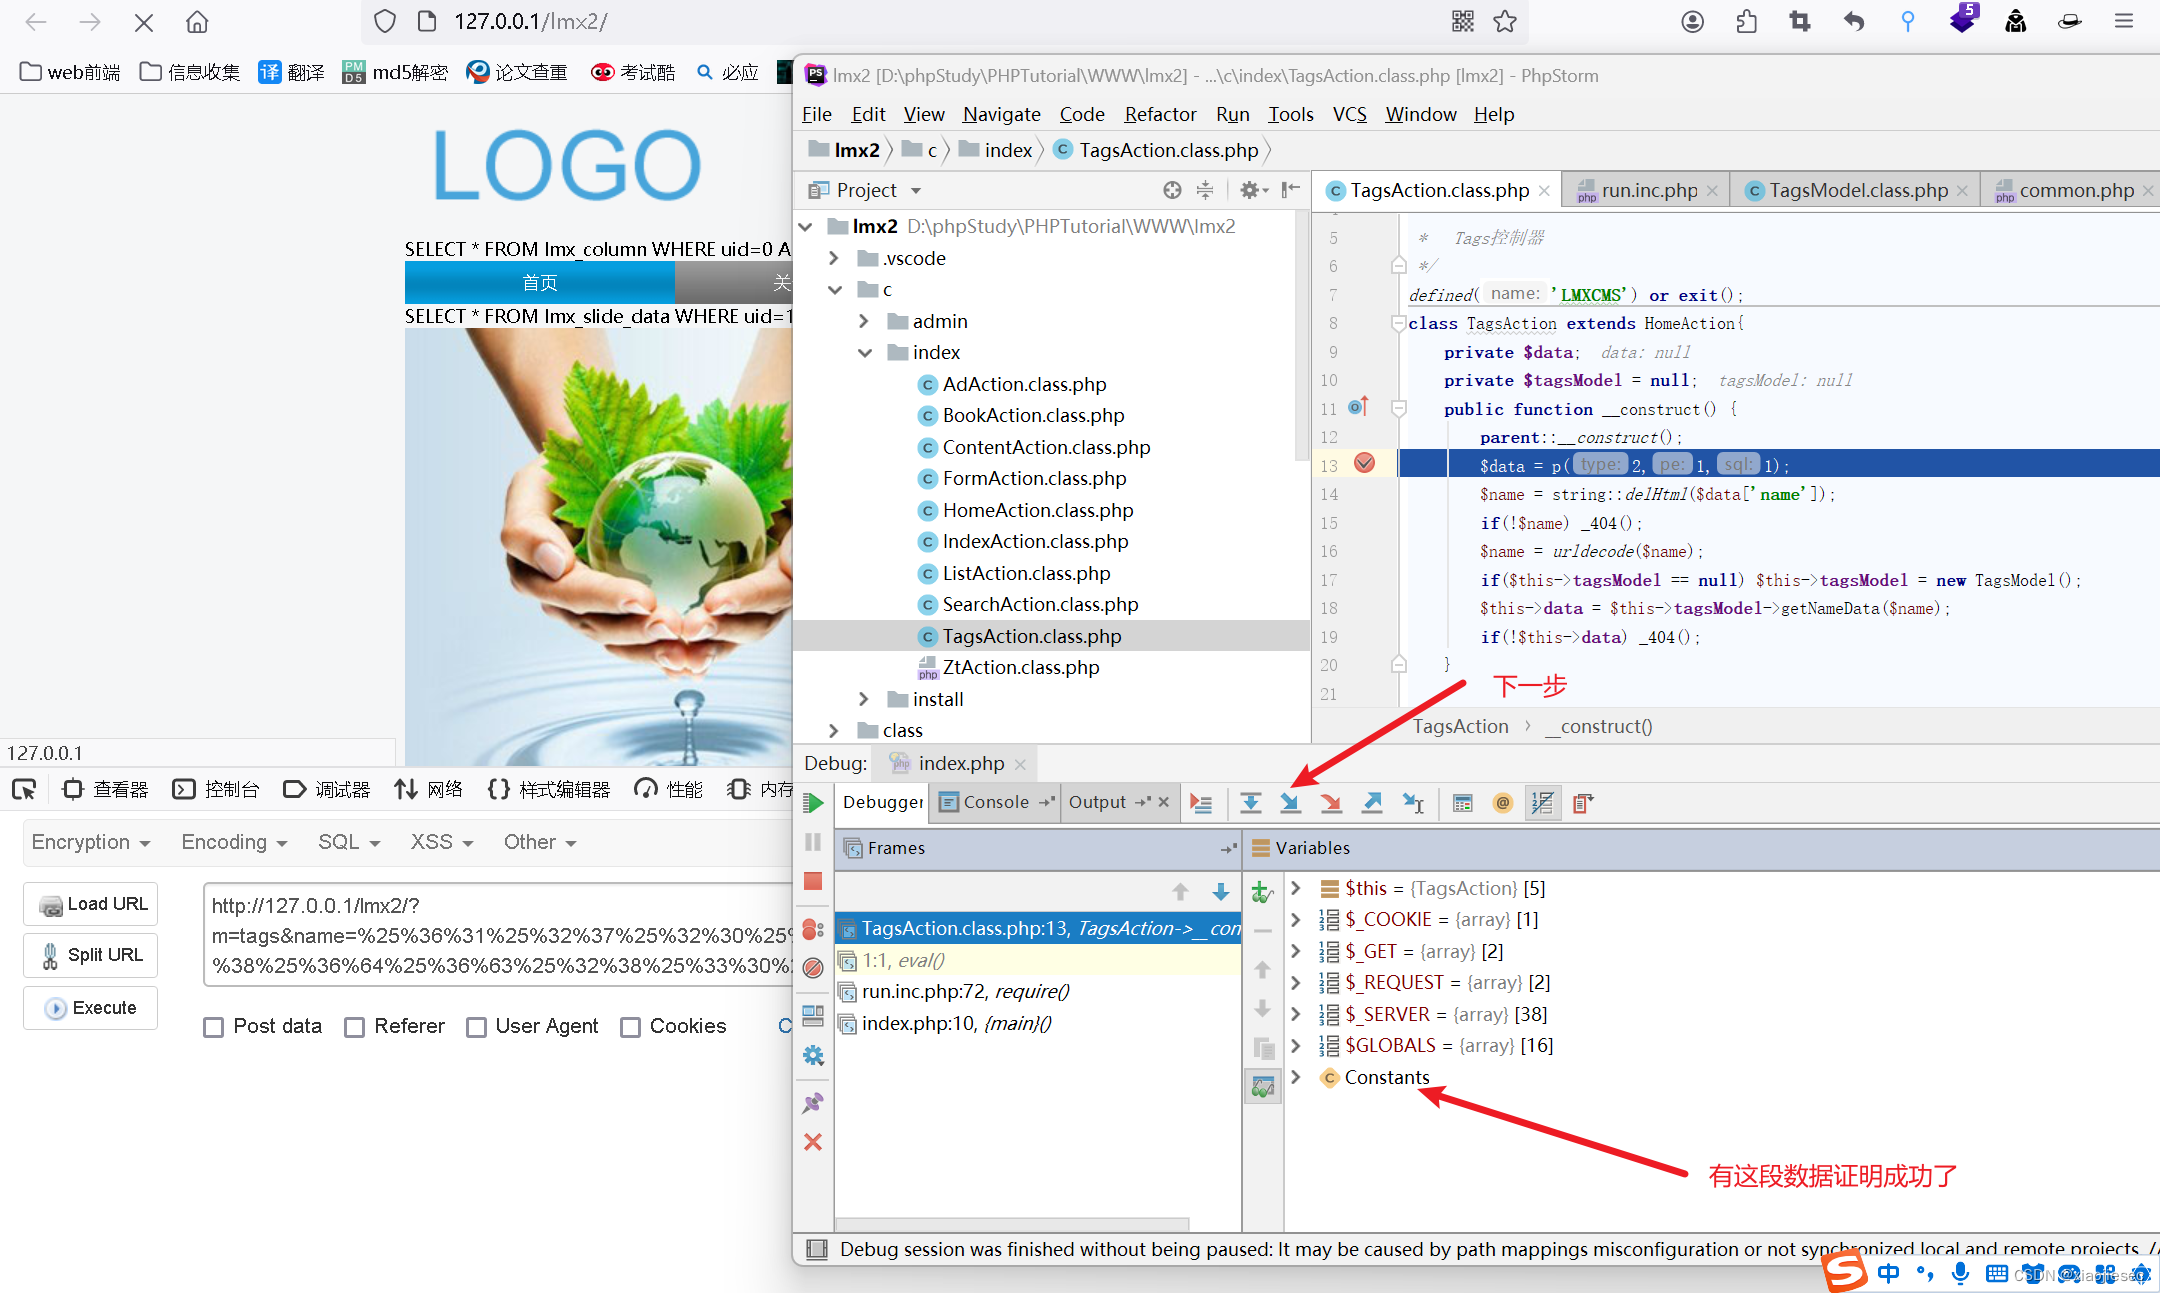 127.0.0.1/lmx2/
5
web前端 信息收集 译 翻译 PM D5 md5解密 论文查重 考试酷 必应
lmx2 [D:\phpStudy\PHPTutorial\WWW\lmx2] - ...\c\index\TagsAction.class.php [lmx2] - PhpStorm
File Edit View Navigate Code Refactor Run Tools VCS Window Help
lmx2 c index TagsAction.class.php
Project
TagsAction.class.php run.inc.php TagsModel.class.php common.php
LOGO
SELECT * FROM lmx_column WHERE uid=0 A
首页 关
SELECT * FROM lmx_slide_data WHERE uid=1
lmx2 D:\phpStudy\PHPTutorial\WWW\lmx2
.vscode
c
admin
index
AdAction.class.php
BookAction.class.php
ContentAction.class.php
FormAction.class.php
HomeAction.class.php
IndexAction.class.php
ListAction.class.php
SearchAction.class.php
TagsAction.class.php
ZtAction.class.php
install
class
5 * Tags控制器
6 */
7 defined( name: 'LMXCMS') or exit();
8 class TagsAction extends HomeAction{
9 private $data; data: null
10 private $tagsModel = null; tagsModel: null
11 public function __construct() {
12 parent::__construct();
13 $data = p( type: 2, pe: 1, sql: 1);
14 $name = string::delHtml($data['name']);
15 if(!$name) _404();
16 $name = urldecode($name);
17 if($this->tagsModel == null) $this->tagsModel = new TagsModel();
18 $this->data = $this->tagsModel->getNameData($name);
19 if(!$this->data) _404();
20 }
21
下一步
TagsAction › __construct()
127.0.0.1
查看器 控制台 调试器 网络 样式编辑器 性能 内存
Encryption Encoding SQL XSS Other
Load URL
Split URL
Execute
http://127.0.0.1/lmx2/?
m=tags&name=%25%36%31%25%32%37%25%32%30%25%
%38%25%36%64%25%36%63%25%32%38%25%33%30%2
Post data Referer User Agent Cookies C
Debug: index.php
Debugger Console Output
Frames
Variables
TagsAction.class.php:13, TagsAction->__con
1:1, eval()
run.inc.php:72, require()
index.php:10, {main}()
$this = {TagsAction} [5]
$_COOKIE = {array} [1]
$_GET = {array} [2]
$_REQUEST = {array} [2]
$_SERVER = {array} [38]
$GLOBALS = {array} [16]
Constants
有这段数据证明成功了
Debug session was finished without being paused: It may be caused by path mappings misconfiguration or not synchronized local and remote projects. //
中